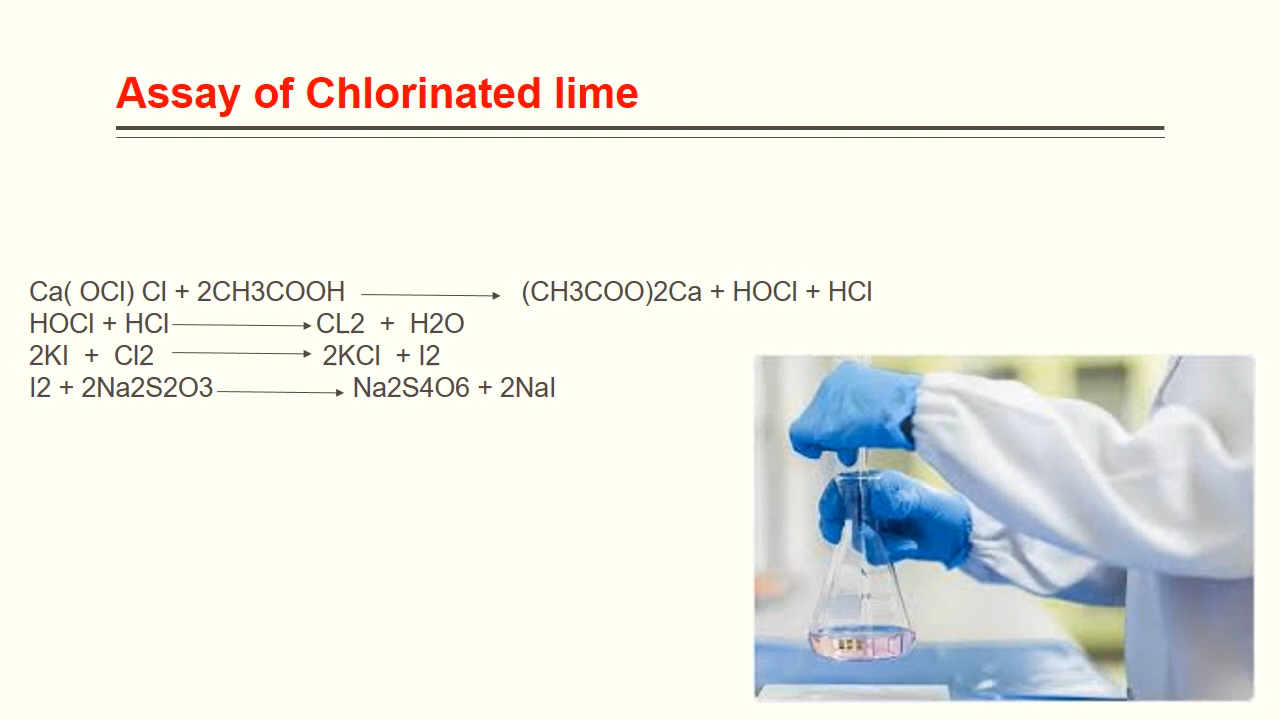 Assay of Chlorinated lime
Ca( OCl) Cl + 2CH3COOH (CH3COO)2Ca + HOCl + HCl
HOCl + HCl CL2 + H2O
2KI + Cl2 2KCl + I2
I2 + 2Na2S2O3 Na2S4O6 + 2NaI